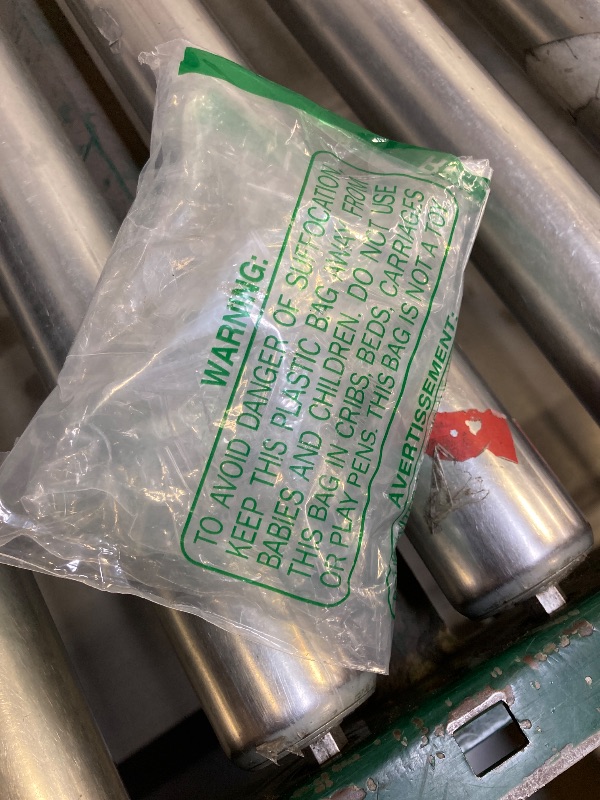 WARNING:
TO AVOID DANGER OF SUFFOCATION
KEEP THIS PLASTIC BAG AWAY FROM
BABIES AND CHILDREN. DO NOT USE
THIS BAG IN CRIBS, BEDS, CARRIAGES
OR PLAY PENS. THIS BAG IS NOT A TOY.
AVERTISSEMENT: